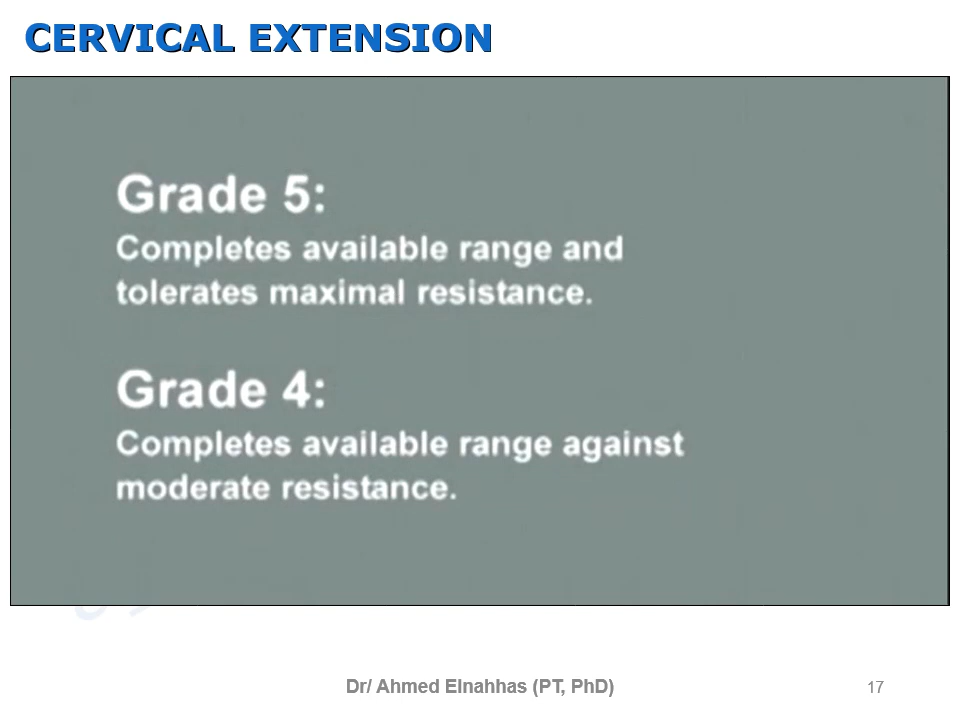 CERVICAL EXTENSION
Grade 5:
Completes available range and
tolerates maximal resistance.
Grade 4:
Completes available range against
moderate resistance.
Dr/ Ahmed Elnahhas (PT, PhD)
17